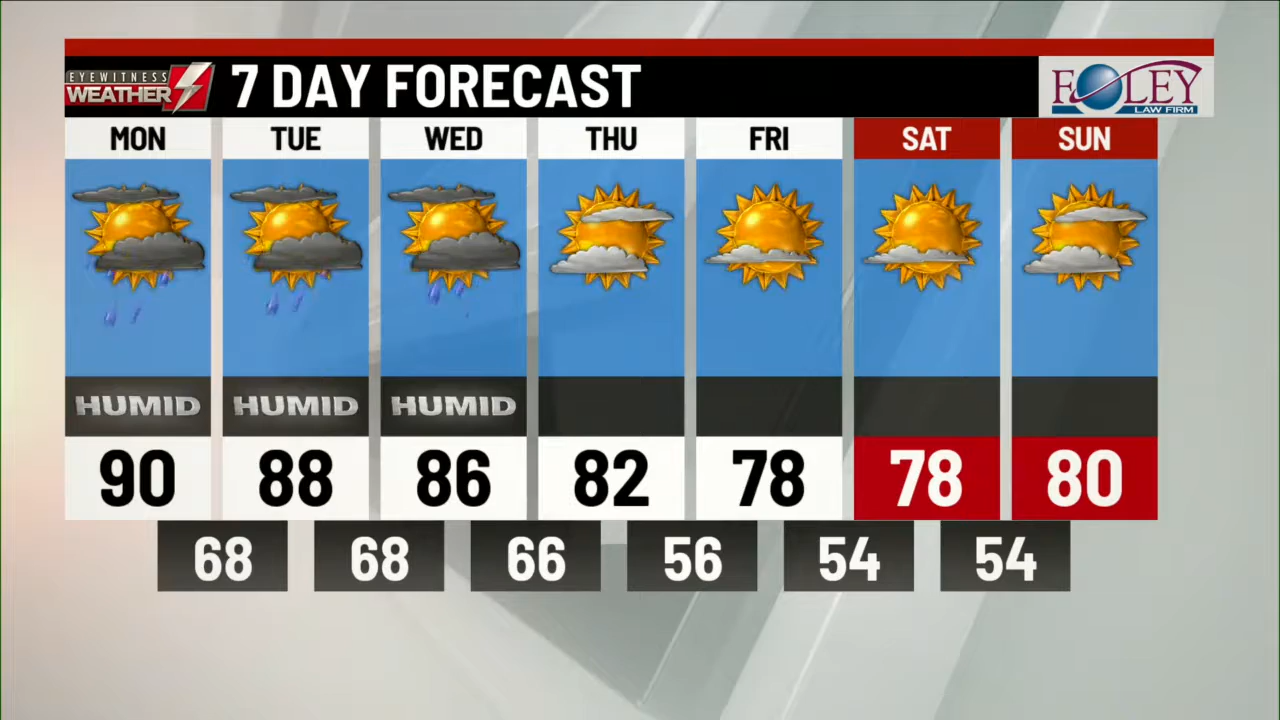 EYEWITNESS
WEATHER
7 DAY FORECAST
FOLEY
LAW FIRM
MON TUE WED THU FRI SAT SUN
HUMID HUMID HUMID
90 88 86 82 78 78 80
68 68 66 56 54 54